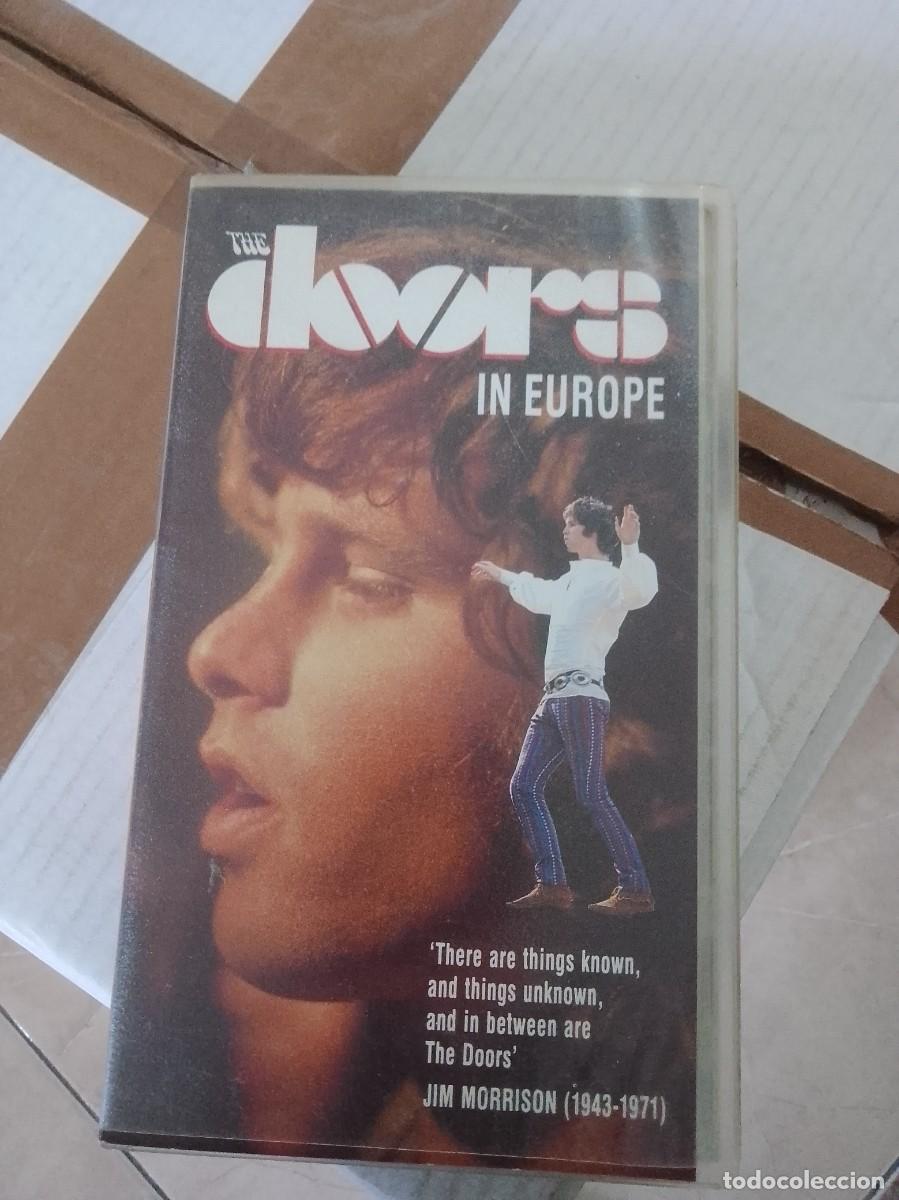 THE
doors
IN EUROPE
'There are things known,
and things unknown,
and in between are
The Doors'
JIM MORRISON (1943-1971)
todocoleccion